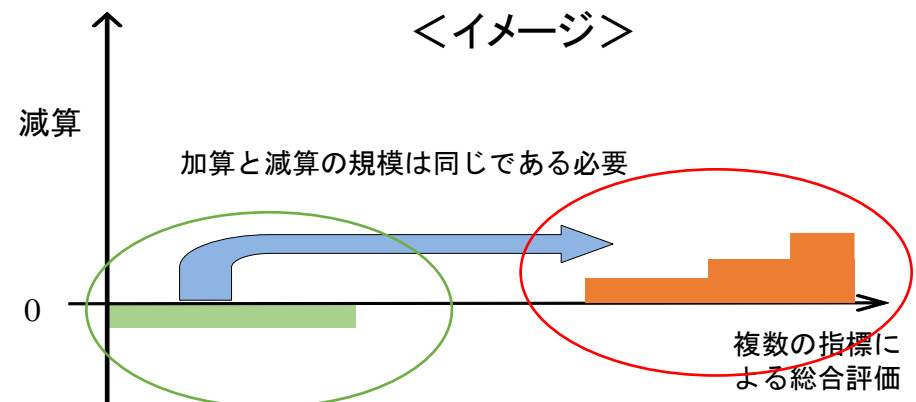 ＜イメージ＞
減算
加算と減算の規模は同じである必要
0
複数の指標に
よる総合評価